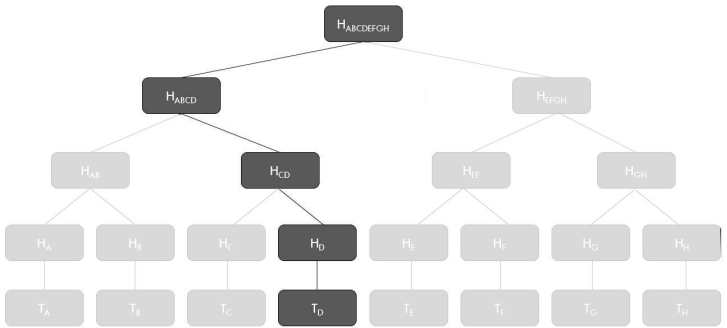 HABCDEFGH
HABCD HEFGH
HAB HCD HEF HGH
HA HB HC HD HE HF HG HH
TA TB TC TD TE TF TG TH